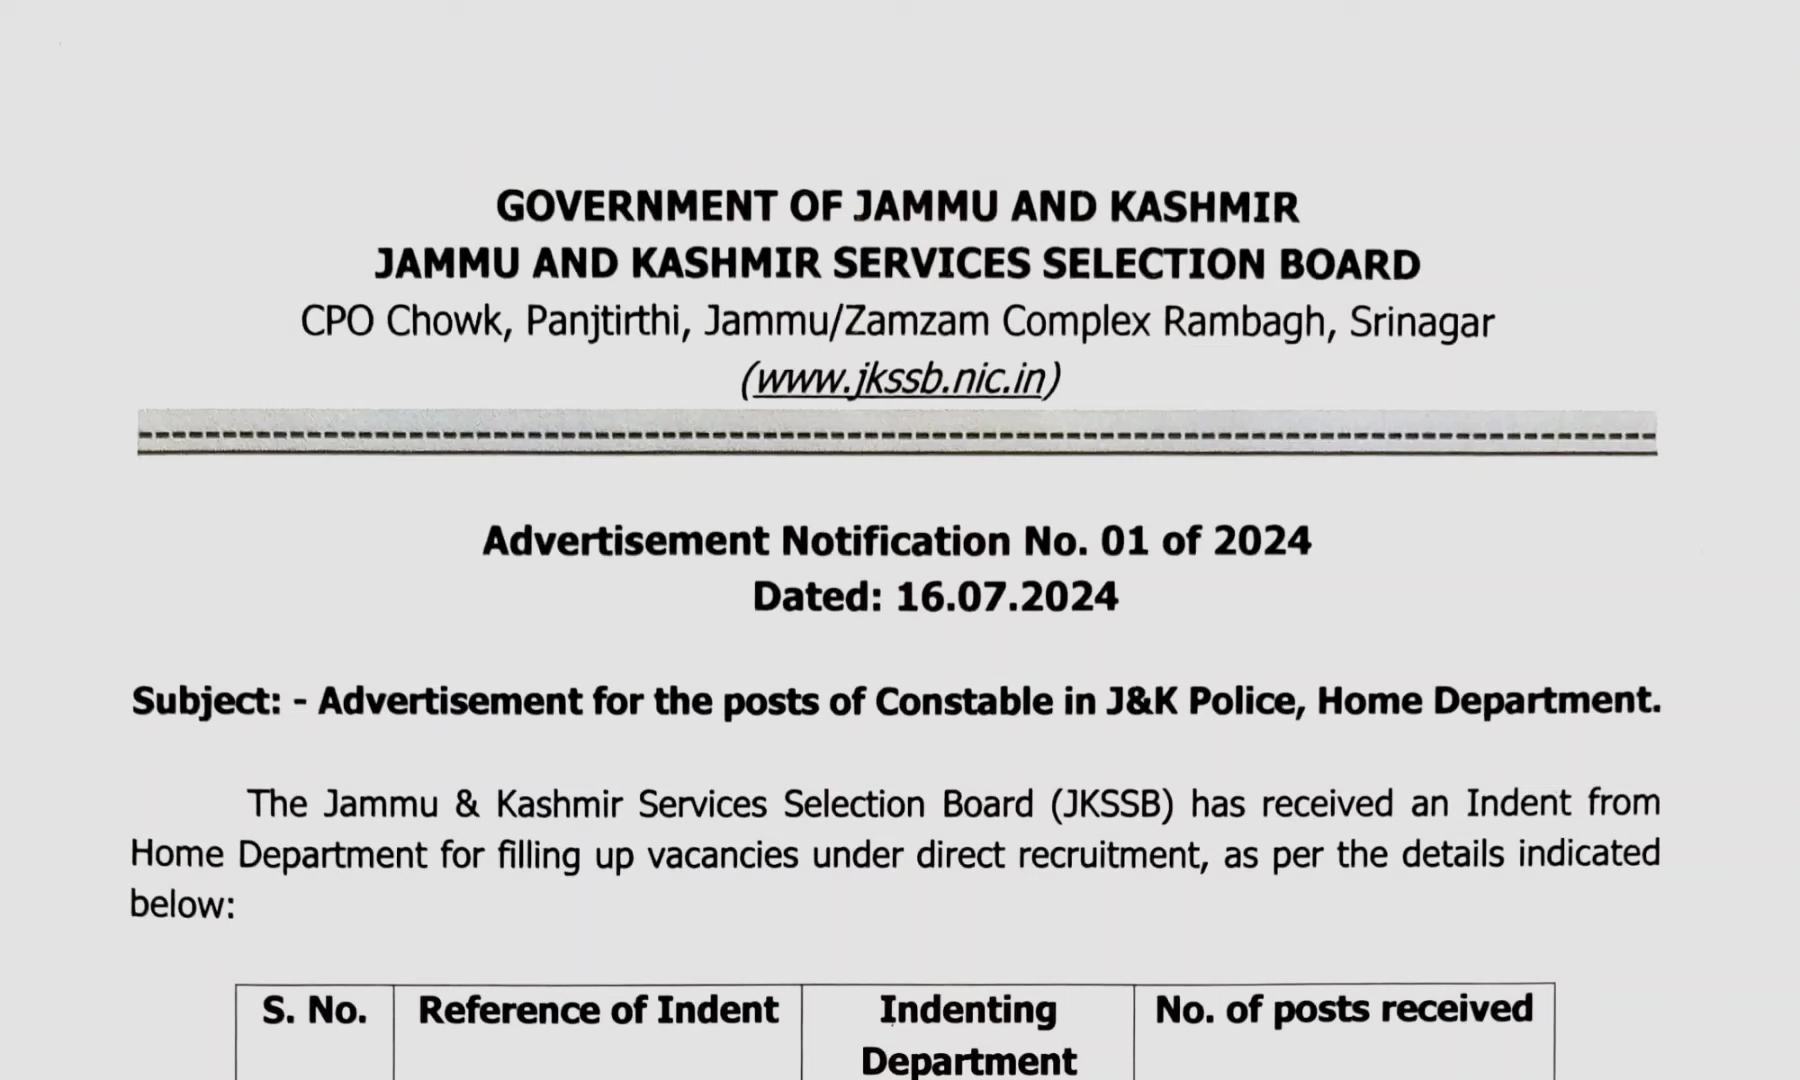 GOVERNMENT OF JAMMU AND KASHMIR
JAMMU AND KASHMIR SERVICES SELECTION BOARD
CPO Chowk, Panjtirthi, Jammu/Zamzam Complex Rambagh, Srinagar
(www.jkssb.nic.in)
Advertisement Notification No. 01 of 2024
Dated: 16.07.2024
Subject: - Advertisement for the posts of Constable in J&K Police, Home Department.
The Jammu & Kashmir Services Selection Board (JKSSB) has received an Indent from
Home Department for filling up vacancies under direct recruitment, as per the details indicated
below:
S. No. Reference of Indent Indenting No. of posts received
Department